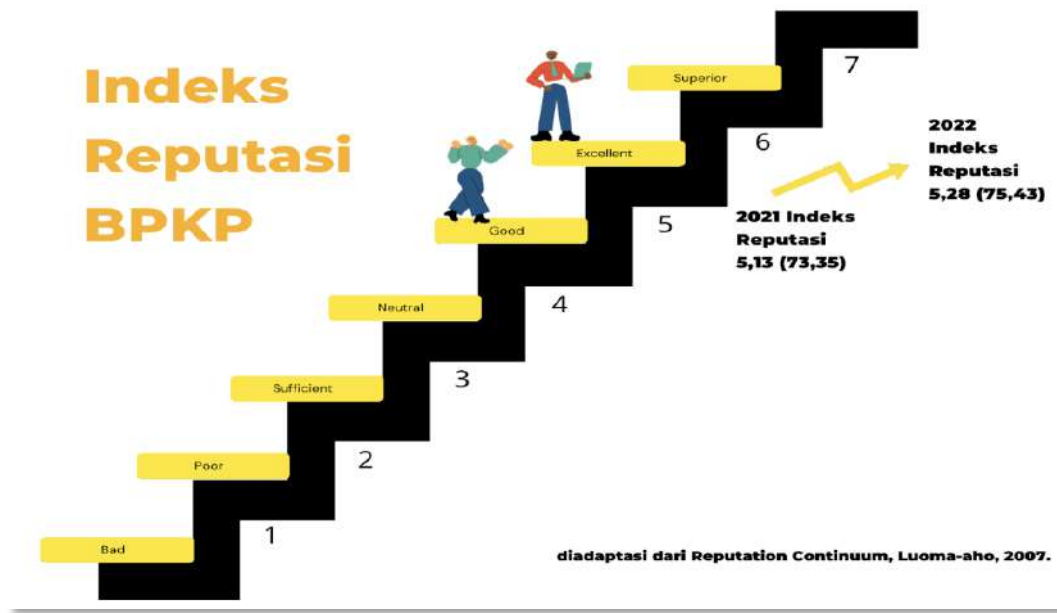 Indeks
Reputasi
BPKP
Superior
7
Excellent
6
2022
Indeks
Reputasi
5,28 (75,43)
Good
5
2021 Indeks
Reputasi
5,13 (73,35)
Neutral
4
Sufficient
3
Poor
2
Bad
1
diadaptasi dari Reputation Continuum, Luoma-aho, 2007.